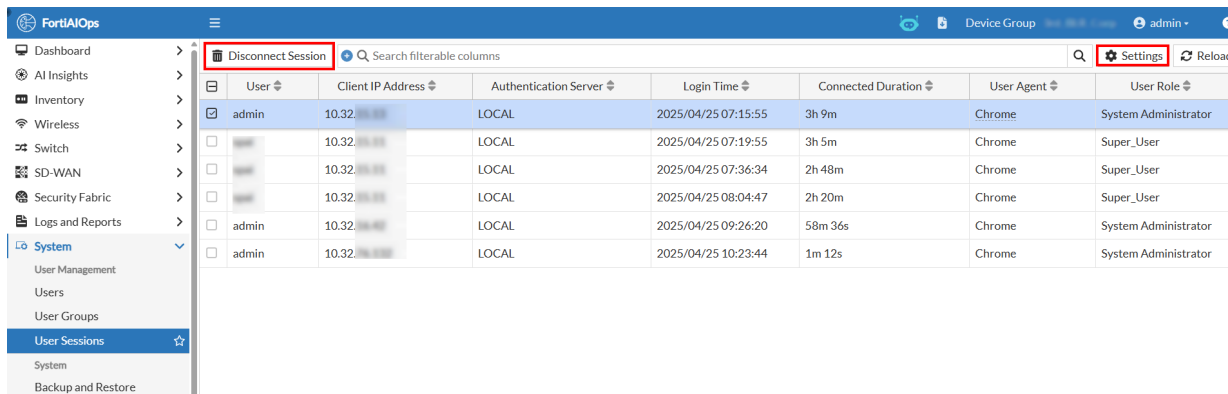 FortiAIOps
Device Group
admin
Dashboard
Disconnect Session
Search filterable columns
Settings
Reload
AI Insights
User
Client IP Address
Authentication Server
Login Time
Connected Duration
User Agent
User Role
Inventory
admin 10.32. LOCAL 2025/04/25 07:15:55 3h 9m Chrome System Administrator
Wireless
10.32. LOCAL 2025/04/25 07:19:55 3h 5m Chrome Super_User
Switch
10.32. LOCAL 2025/04/25 07:36:34 2h 48m Chrome Super_User
SD-WAN
10.32. LOCAL 2025/04/25 08:04:47 2h 20m Chrome Super_User
Security Fabric
Logs and Reports
admin 10.32. LOCAL 2025/04/25 09:26:20 58m 36s Chrome System Administrator
System
admin 10.32. LOCAL 2025/04/25 10:23:44 1m 12s Chrome System Administrator
User Management
Users
User Groups
User Sessions
System
Backup and Restore